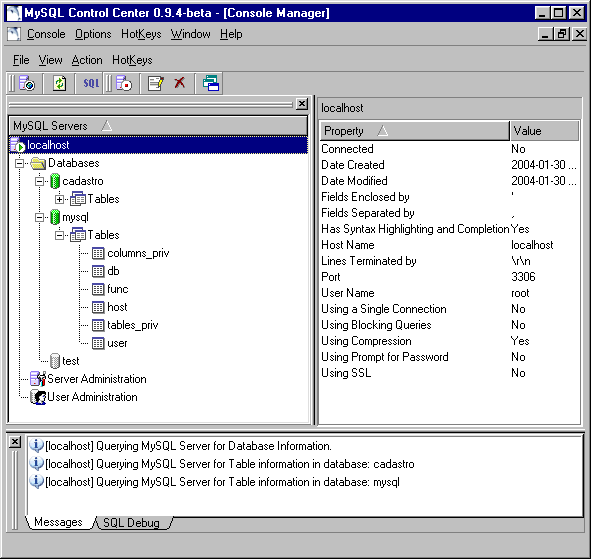 MySQL Control Center 0.9.4-beta - [Console Manager]
Console Options HotKeys Window Help
File View Action HotKeys
SQL
MySQL Servers
localhost
Databases
cadastro
Tables
mysql
Tables
columns_priv
db
func
host
tables_priv
user
test
Server Administration
User Administration
localhost
Property Value
Connected No
Date Created 2004-01-30 ...
Date Modified 2004-01-30 ...
Fields Enclosed by '
Fields Separated by ,
Has Syntax Highlighting and Completion Yes
Host Name localhost
Lines Terminated by \r\n
Port 3306
User Name root
Using a Single Connection No
Using Blocking Queries No
Using Compression Yes
Using Prompt for Password No
Using SSL No
[localhost] Querying MySQL Server for Database Information.
[localhost] Querying MySQL Server for Table information in database: cadastro
[localhost] Querying MySQL Server for Table information in database: mysql
Messages SQL Debug